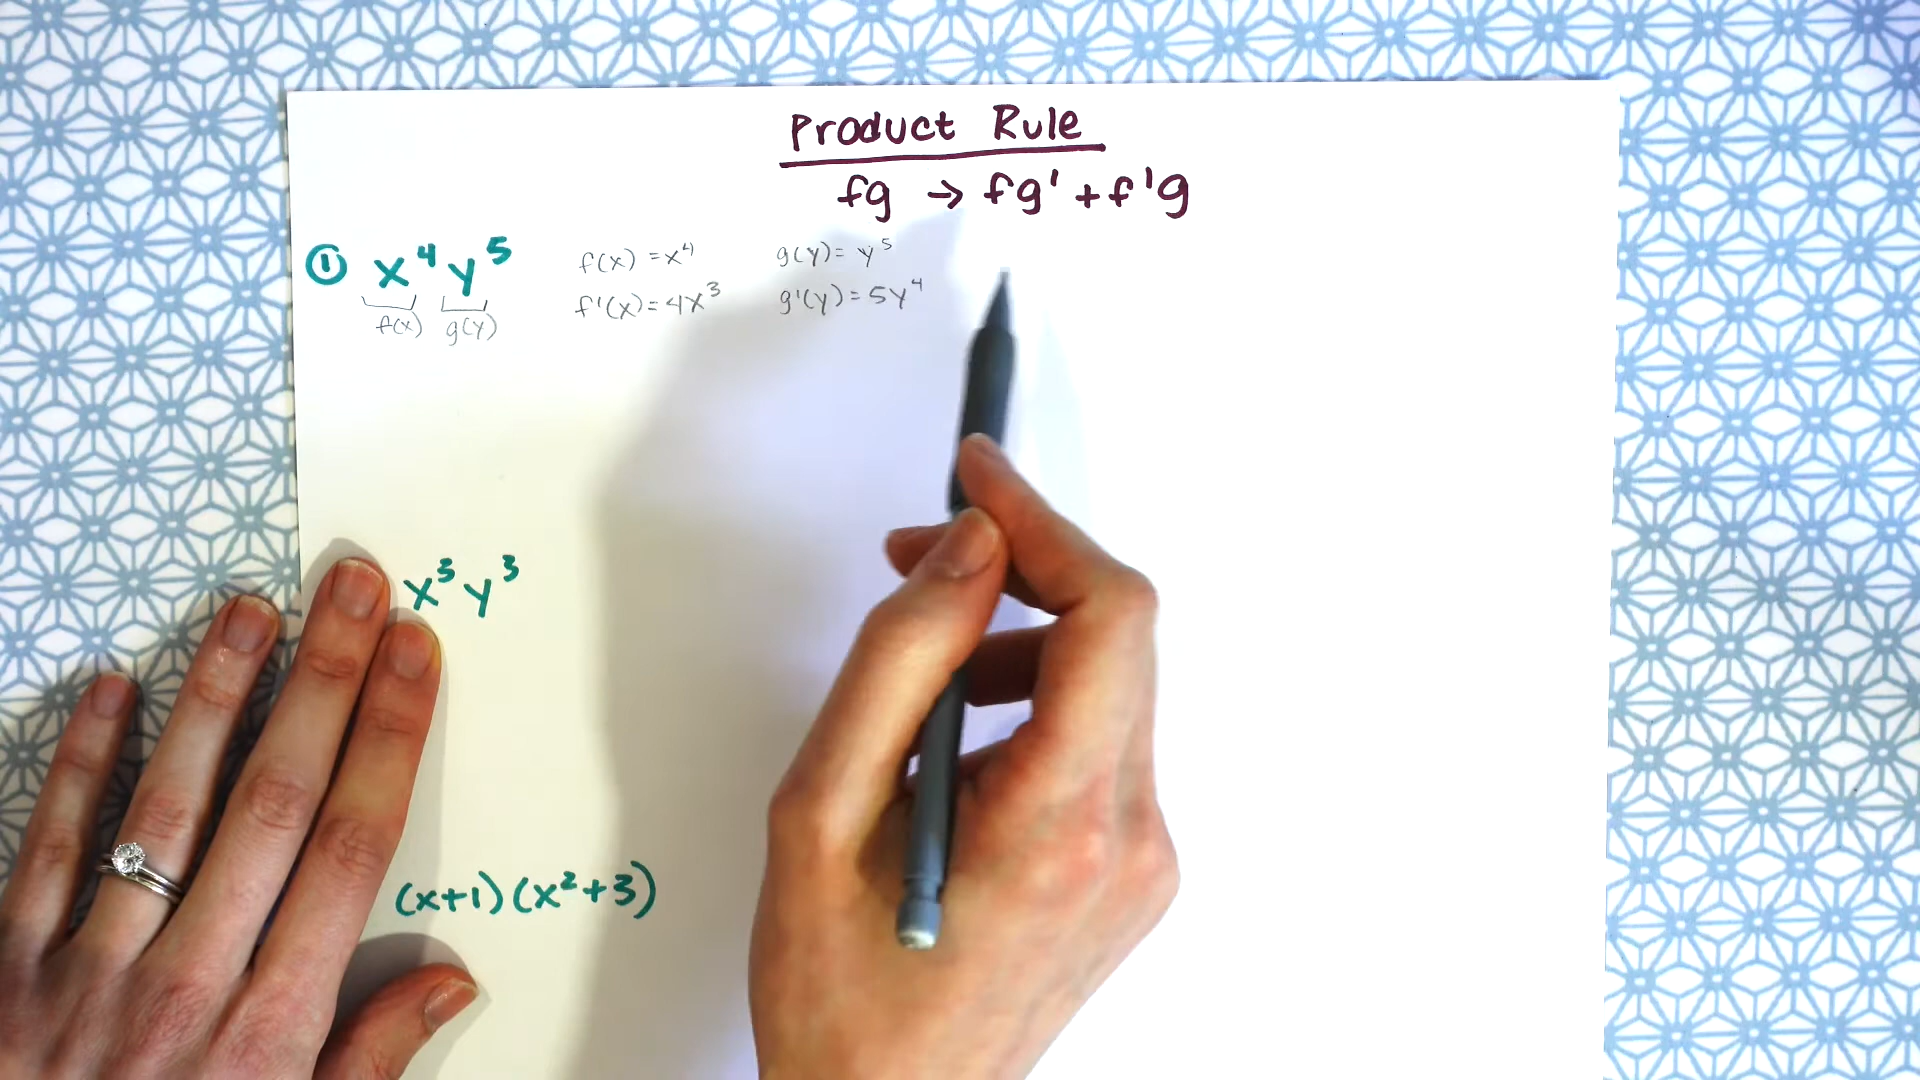 Product Rule
fg → fg' + f'g
① x⁴y⁵ f(x) = x⁴ g(y) = y⁵
f'(x) = 4x³ g'(y) = 5y⁴
f(x) g(y)
x³y³
(x+1)(x²+3)